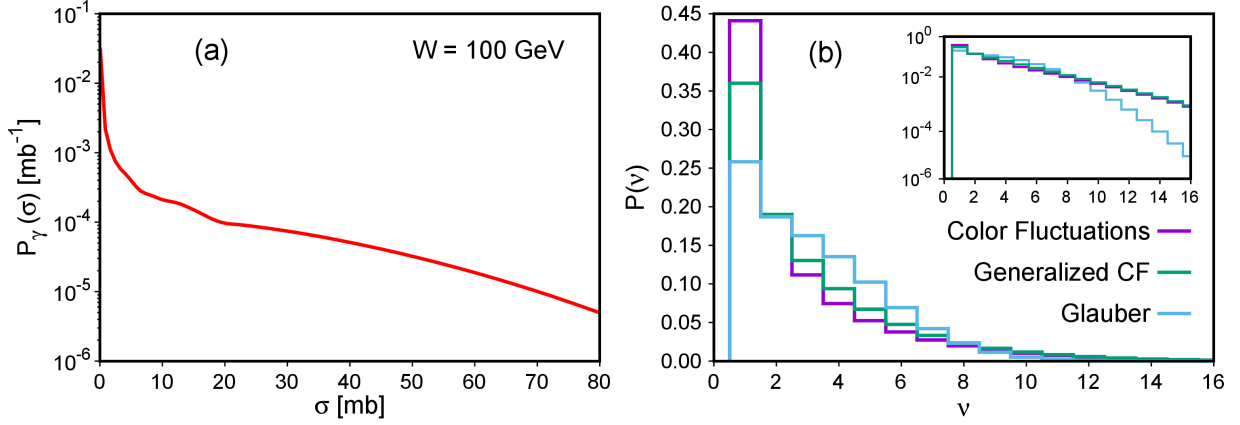 (a)
W = 100 GeV
P_γ (σ) [mb⁻¹]
10⁻¹
10⁻²
10⁻³
10⁻⁴
10⁻⁵
10⁻⁶
0 10 20 30 40 50 60 70 80
σ [mb]
(b)
P(ν)
0.45
0.40
0.35
0.30
0.25
0.20
0.15
0.10
0.05
0.00
0 2 4 6 8 10 12 14 16
ν
10⁰
10⁻²
10⁻⁴
10⁻⁶
0 2 4 6 8 10 12 14 16
Color Fluctuations
Generalized CF
Glauber